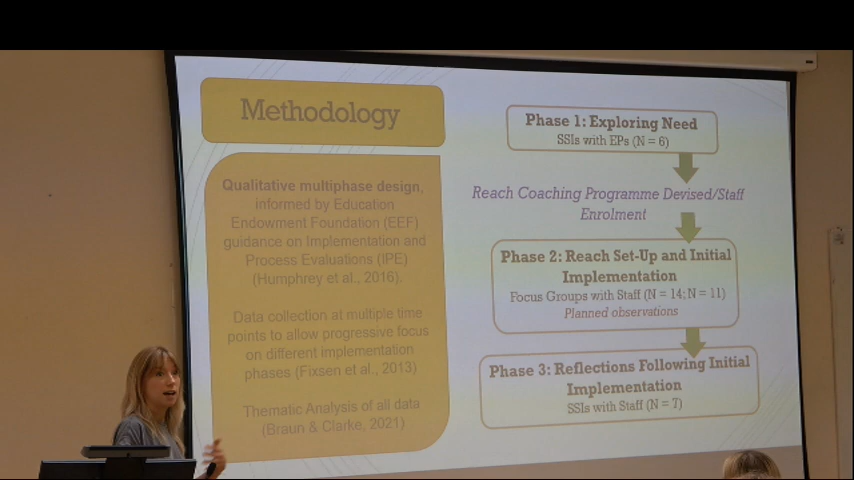 Methodology
Qualitative multiphase design,
informed by Education
Endowment Foundation (EEF)
guidance on Implementation and
Process Evaluations (IPE)
(Humphrey et al., 2016).
Data collection at multiple time
points to allow progressive focus
on different implementation
phases (Fixsen et al., 2013)
Thematic Analysis of all data
(Braun & Clarke, 2021)
Phase 1: Exploring Need
SSIs with EPs (N = 6)
Reach Coaching Programme Devised/Staff
Enrolment
Phase 2: Reach Set-Up and Initial
Implementation
Focus Groups with Staff (N = 14; N = 11)
Planned observations
Phase 3: Reflections Following Initial
Implementation
SSIs with Staff (N = 7)